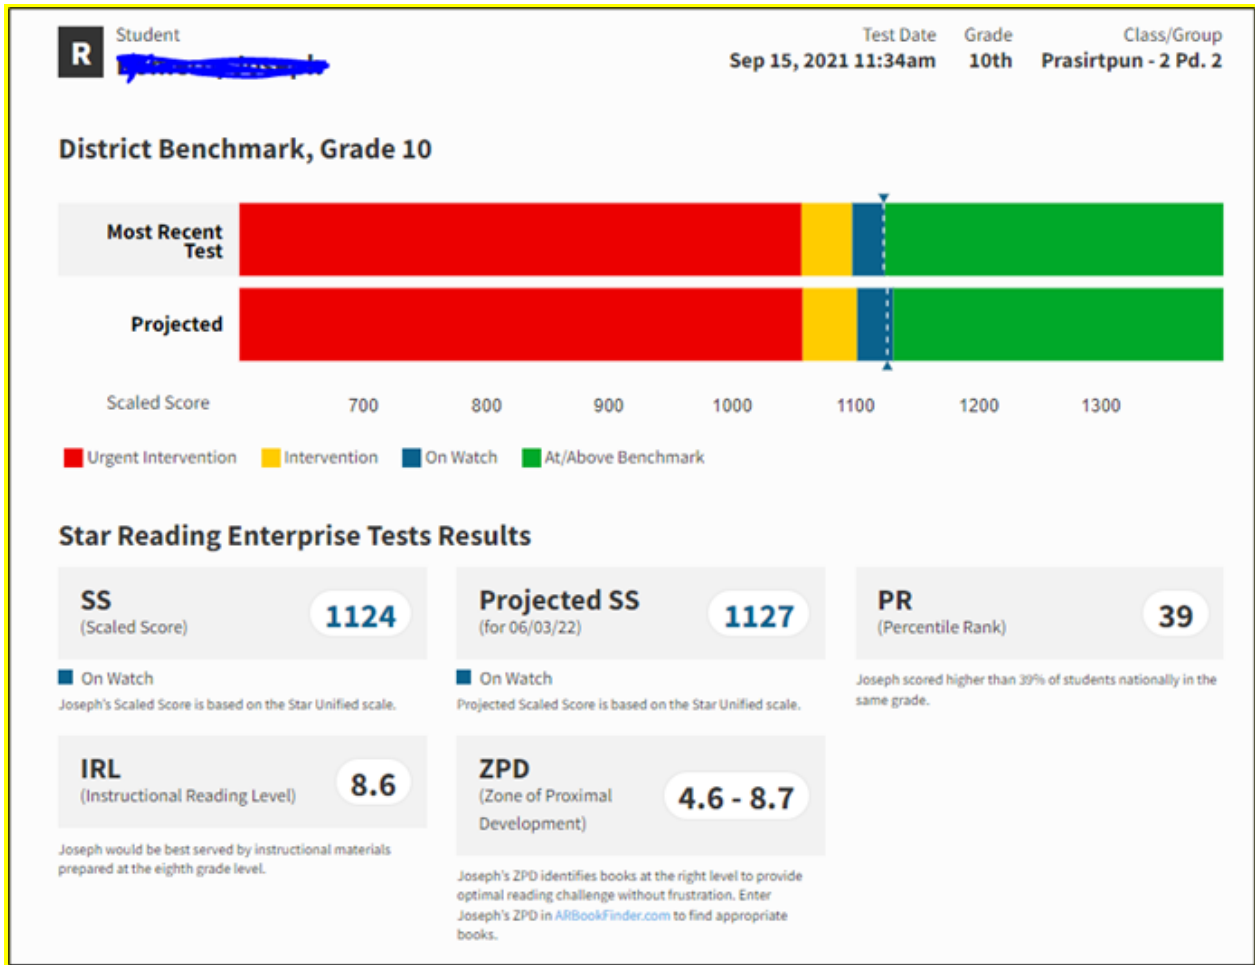 R
Student
Test Date Grade Class/Group
Sep 15, 2021 11:34am 10th Prasirtpun - 2 Pd. 2
District Benchmark, Grade 10
Most Recent
Test
Projected
Scaled Score 700 800 900 1000 1100 1200 1300
Urgent Intervention Intervention On Watch At/Above Benchmark
Star Reading Enterprise Tests Results
SS
(Scaled Score)
1124
On Watch
Joseph's Scaled Score is based on the Star Unified scale.
Projected SS
(for 06/03/22)
1127
On Watch
Projected Scaled Score is based on the Star Unified scale.
PR
(Percentile Rank)
39
Joseph scored higher than 39% of students nationally in the
same grade.
IRL
(Instructional Reading Level)
8.6
Joseph would be best served by instructional materials
prepared at the eighth grade level.
ZPD
(Zone of Proximal
Development)
4.6 - 8.7
Joseph's ZPD identifies books at the right level to provide
optimal reading challenge without frustration. Enter
Joseph's ZPD in ARBookFinder.com to find appropriate
books.